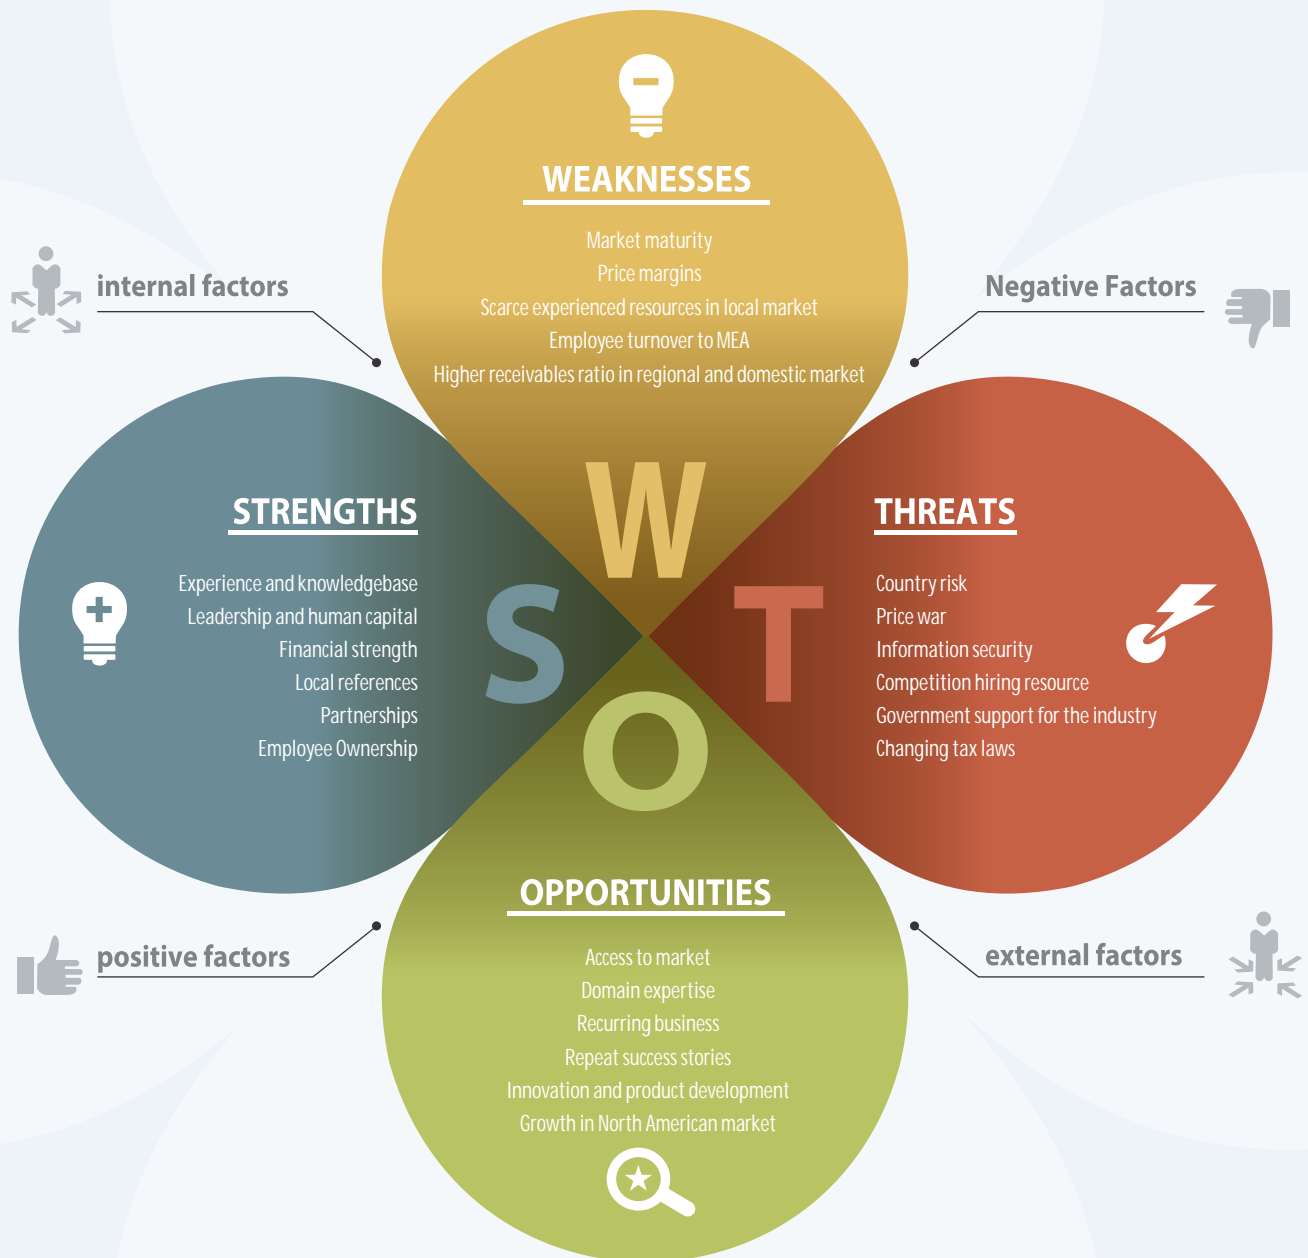 WEAKNESSES
Market maturity
Price margins
Scarce experienced resources in local market
Employee turnover to MEA
Higher receivables ratio in regional and domestic market
internal factors
Negative Factors
STRENGTHS
Experience and knowledgebase
Leadership and human capital
Financial strength
Local references
Partnerships
Employee Ownership
W
S
T
O
THREATS
Country risk
Price war
Information security
Competition hiring resource
Government support for the industry
Changing tax laws
OPPORTUNITIES
Access to market
Domain expertise
Recurring business
Repeat success stories
Innovation and product development
Growth in North American market
positive factors
external factors